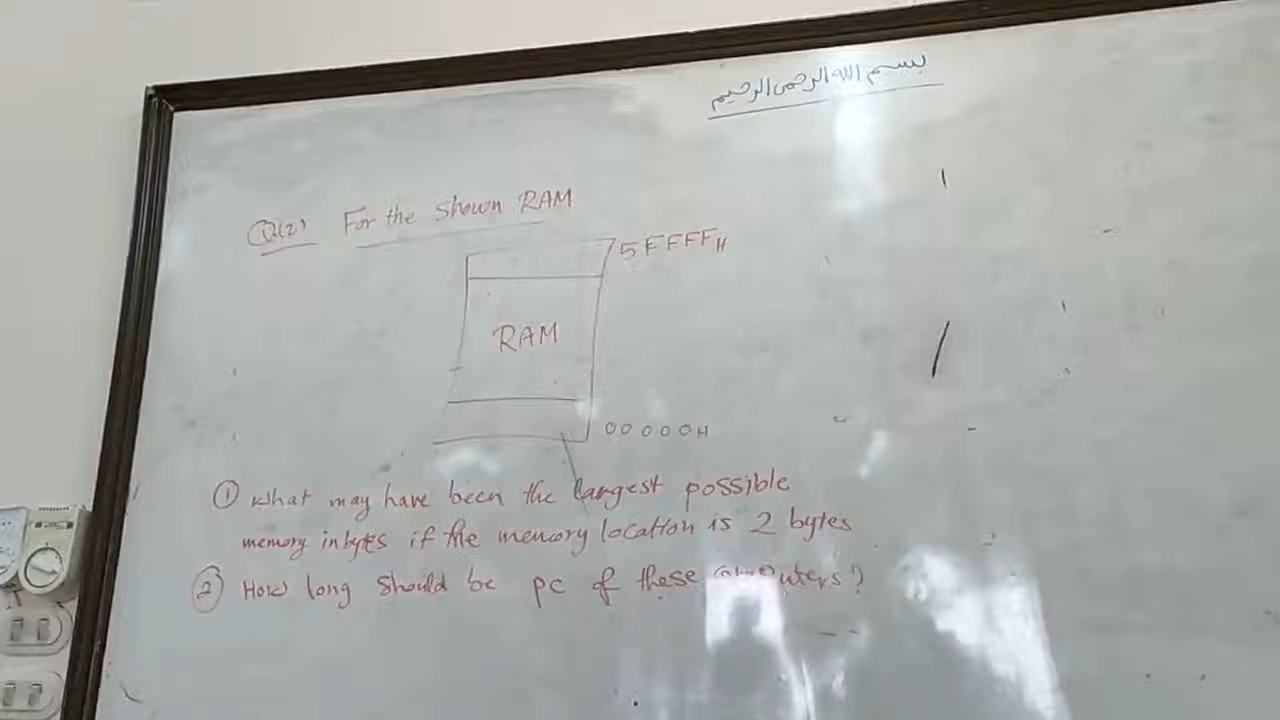 بسم الله الرحمن الرحيم
Q(2) For the shown RAM
5FFFFH
RAM
00000H
① What may have been the largest possible
memory in bytes if the memory location is 2 bytes
② How long should be pc of these computers?